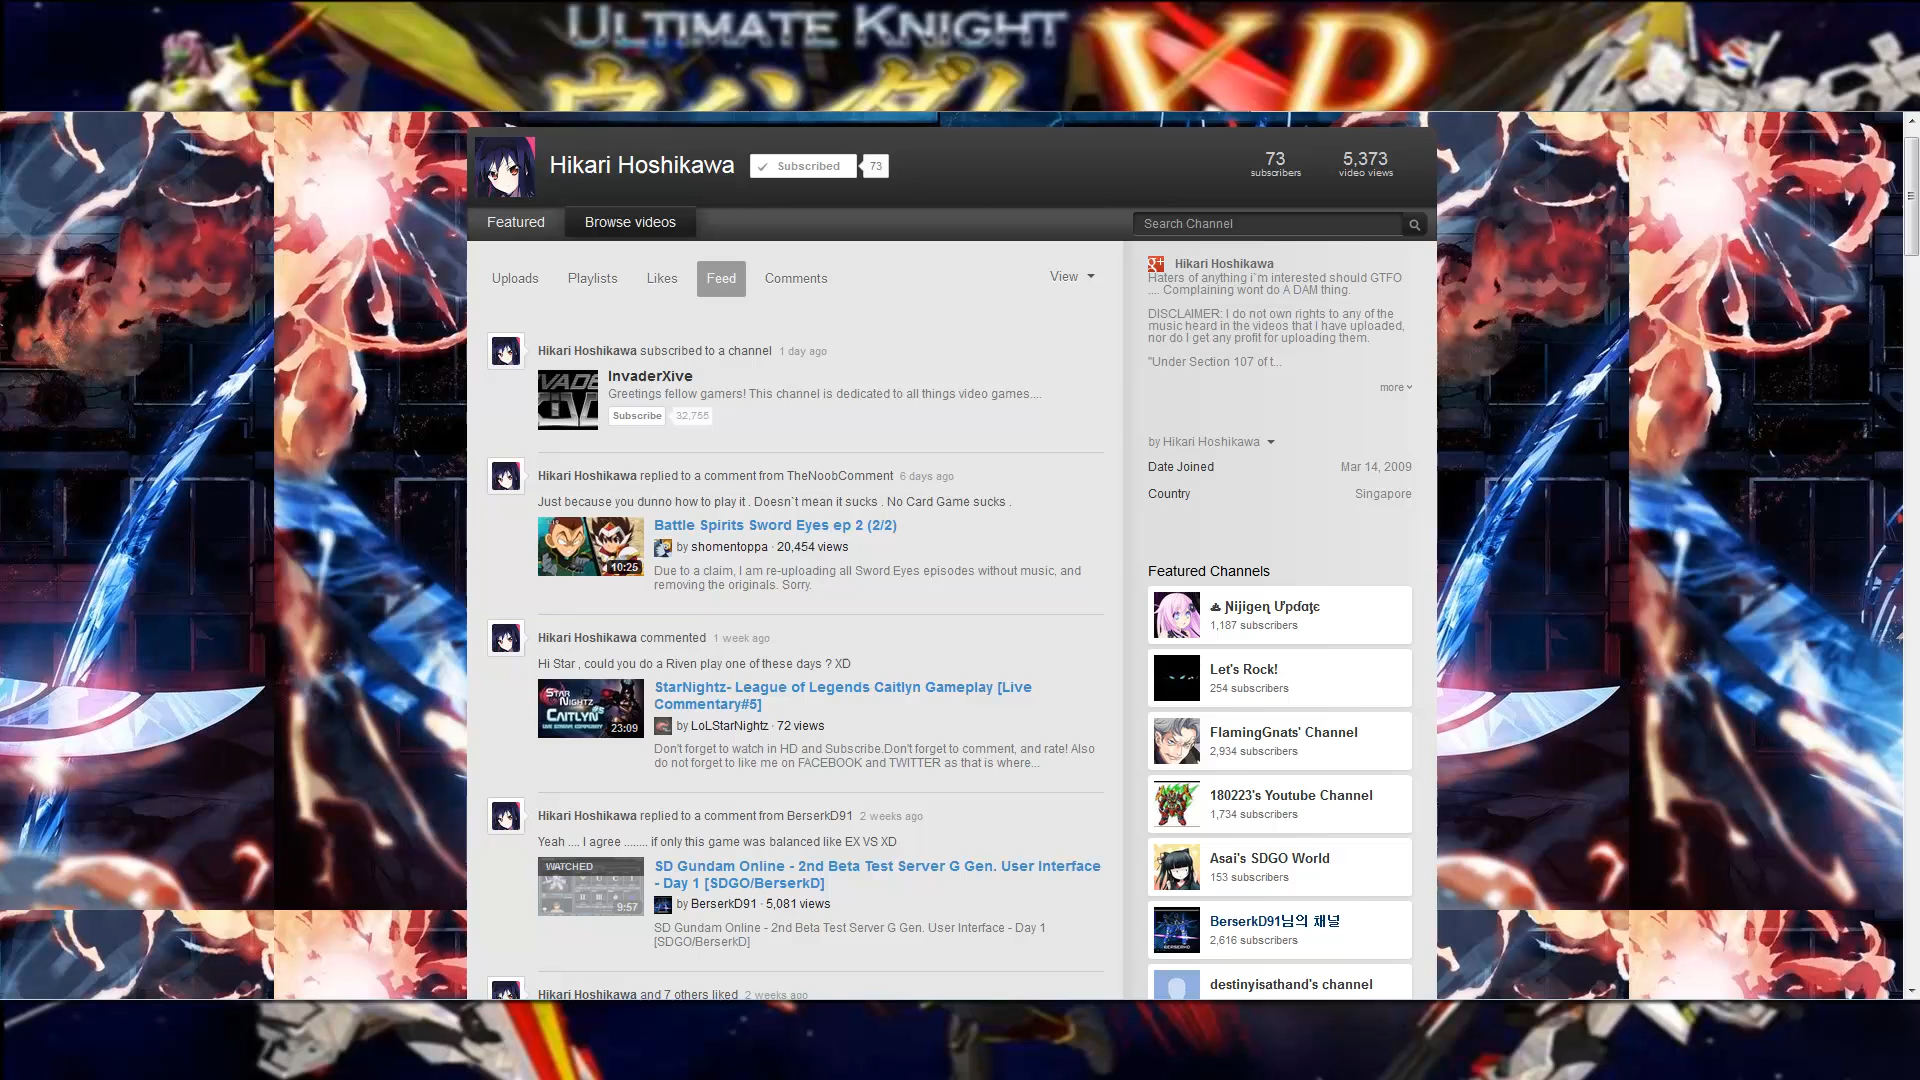 ULTIMATE KNIGHT
ウィンダム XP
Hikari Hoshikawa
Subscribed
73
73
subscribers
5,373
video views
Featured
Browse videos
Search Channel
Uploads
Playlists
Likes
Feed
Comments
View
Hikari Hoshikawa subscribed to a channel 1 day ago
InvaderXive
Greetings fellow gamers! This channel is dedicated to all things video games....
Subscribe
32,755
Hikari Hoshikawa replied to a comment from TheNoobComment 6 days ago
Just because you dunno how to play it . Doesn`t mean it sucks . No Card Game sucks .
10:25
Battle Spirits Sword Eyes ep 2 (2/2)
by shomentoppa · 20,454 views
Due to a claim, I am re-uploading all Sword Eyes episodes without music, and
removing the originals. Sorry.
Hikari Hoshikawa commented 1 week ago
Hi Star , could you do a Riven play one of these days ? XD
STAR
NIGHTZ
CAITLYN #5
23:09
StarNightz- League of Legends Caitlyn Gameplay [Live
Commentary#5]
by LoLStarNightz · 72 views
Don't forget to watch in HD and Subscribe.Don't forget to comment, and rate! Also
do not forget to like me on FACEBOOK and TWITTER as that is where...
Hikari Hoshikawa replied to a comment from BerserkD91 2 weeks ago
Yeah .... I agree ........ if only this game was balanced like EX VS XD
WATCHED
9:57
SD Gundam Online - 2nd Beta Test Server G Gen. User Interface
- Day 1 [SDGO/BerserkD]
by BerserkD91 · 5,081 views
SD Gundam Online - 2nd Beta Test Server G Gen. User Interface - Day 1
[SDGO/BerserkD]
Hikari Hoshikawa and 7 others liked 2 weeks ago
g+ Hikari Hoshikawa
Haters of anything i`m interested should GTFO
.... Complaining wont do A DAM thing.
DISCLAIMER: I do not own rights to any of the
music heard in the videos that I have uploaded,
nor do I get any profit for uploading them.
"Under Section 107 of t...
more
by Hikari Hoshikawa
Date Joined
Mar 14, 2009
Country
Singapore
Featured Channels
Ɲijigeɳ Ưpɗɑţɛ
1,187 subscribers
Let's Rock!
254 subscribers
FlamingGnats' Channel
2,934 subscribers
180223's Youtube Channel
1,734 subscribers
Asai's SDGO World
153 subscribers
BerserkD91님의 채널
2,616 subscribers
destinyisathand's channel